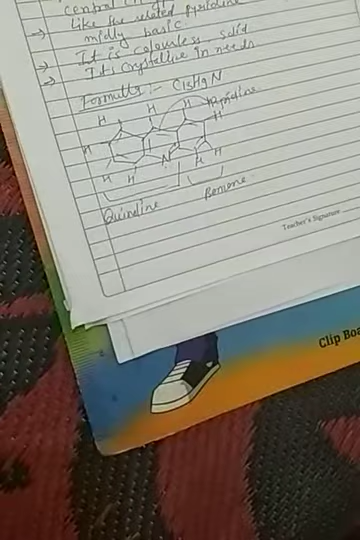 central
like the related Pyridine
→ mildly basic.
→ It is colourless solid
→ It is crystalline in needs
Formula :- C13H9N
H
H
H
H
Pyridine
H
N
H
H
H
H
Quinoline
Benzene
Teacher's Signature
Clip Boa